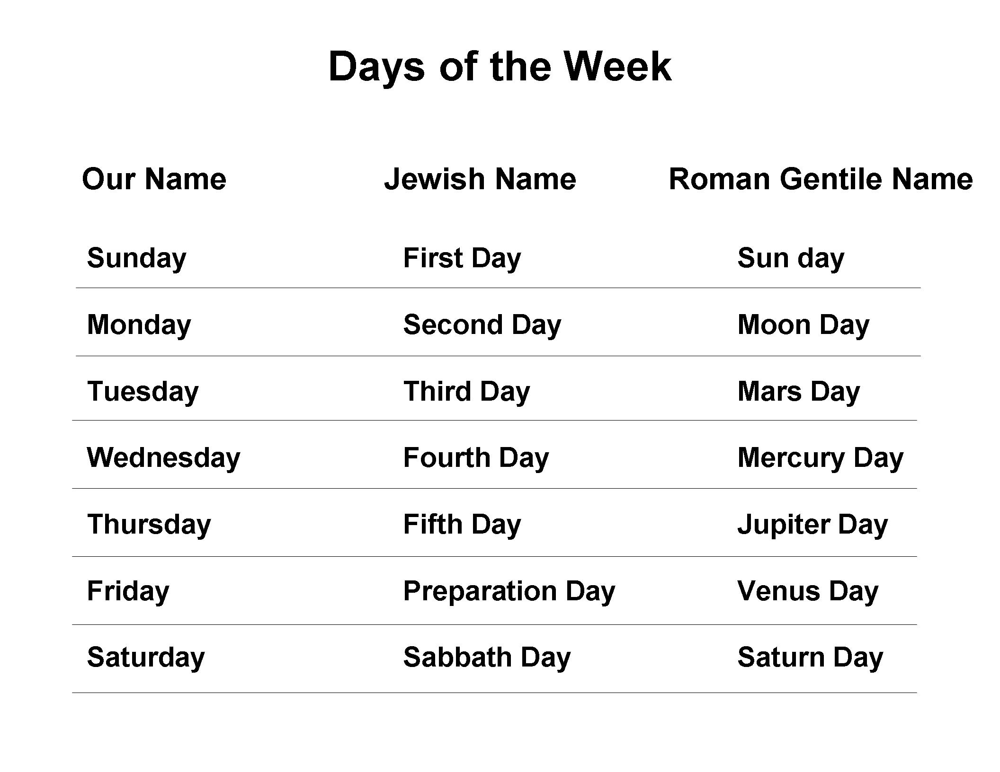 Days of the Week
Our Name Jewish Name Roman Gentile Name
Sunday First Day Sun day
Monday Second Day Moon Day
Tuesday Third Day Mars Day
Wednesday Fourth Day Mercury Day
Thursday Fifth Day Jupiter Day
Friday Preparation Day Venus Day
Saturday Sabbath Day Saturn Day